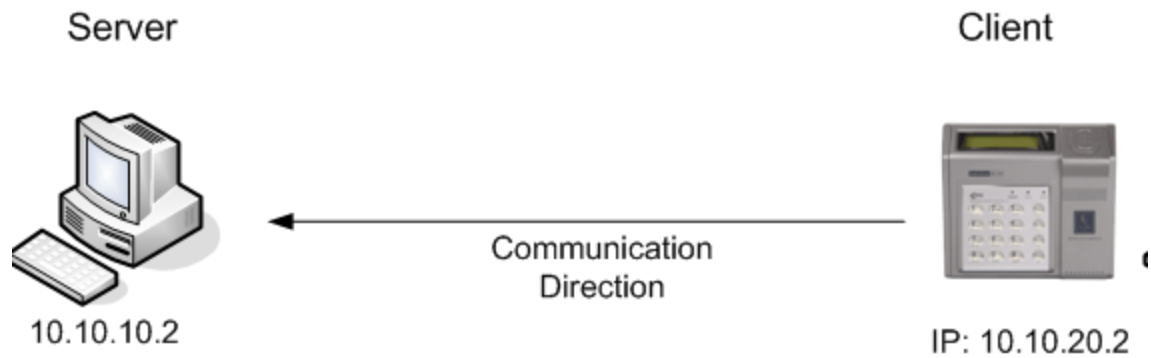 Server
Client
Communication
Direction
10.10.10.2
IP: 10.10.20.2